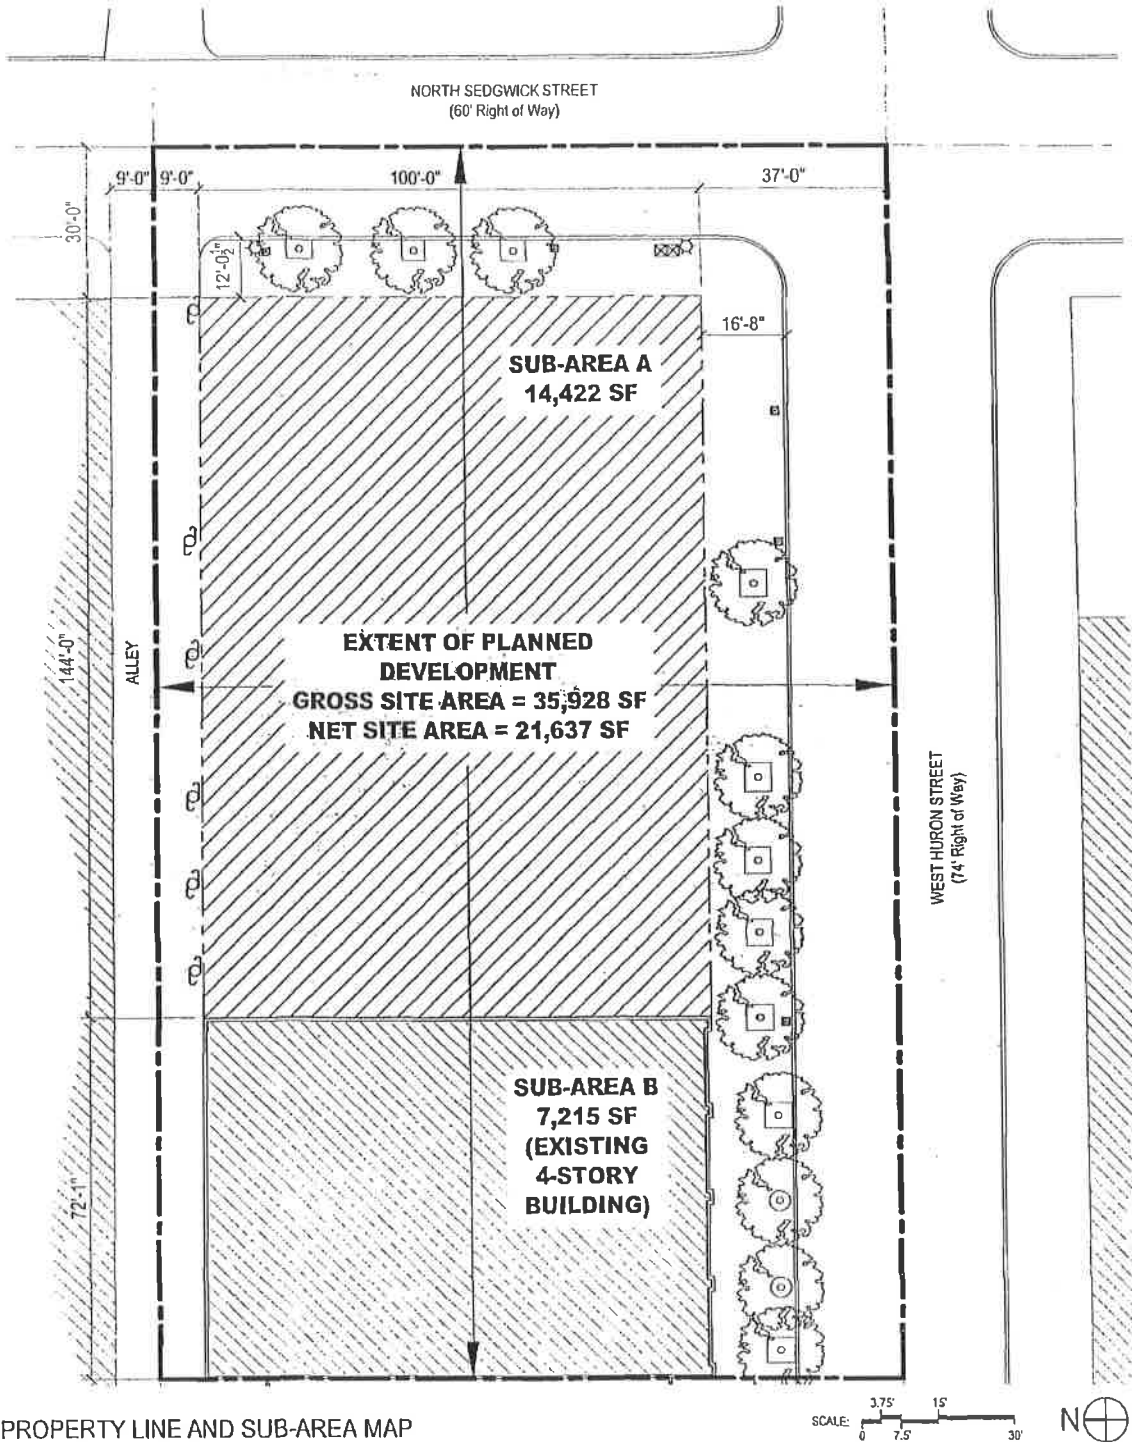 NORTH SEDGWICK STREET
(60' Right of Way)
9'-0"
9'-0"
100'-0"
37'-0"
30'-0"
12'-0½"
16'-8"
SUB-AREA A
14,422 SF
EXTENT OF PLANNED
DEVELOPMENT
GROSS SITE AREA = 35,928 SF
NET SITE AREA = 21,637 SF
144'-0"
ALLEY
WEST HURON STREET
(74' Right of Way)
SUB-AREA B
7,215 SF
(EXISTING
4-STORY
BUILDING)
72'-1"
PROPERTY LINE AND SUB-AREA MAP
SCALE:
3.75'
15'
0
7.5'
30'
N